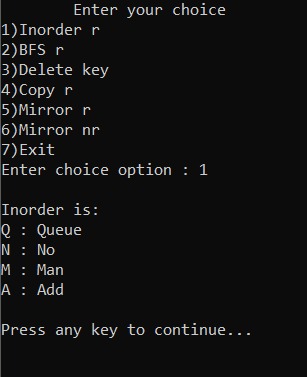 Enter your choice
1)Inorder r
2)BFS r
3)Delete key
4)Copy r
5)Mirror r
6)Mirror nr
7)Exit
Enter choice option : 1
Inorder is:
Q : Queue
N : No
M : Man
A : Add
Press any key to continue...